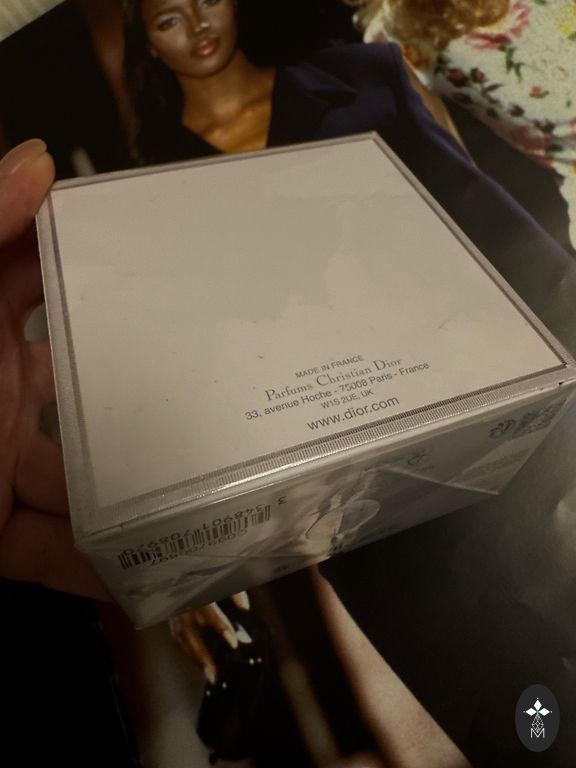 MADE IN FRANCE
Parfums Christian Dior
33, avenue Hoche - 75008 Paris - France
W1S 2UE, UK
www.dior.com